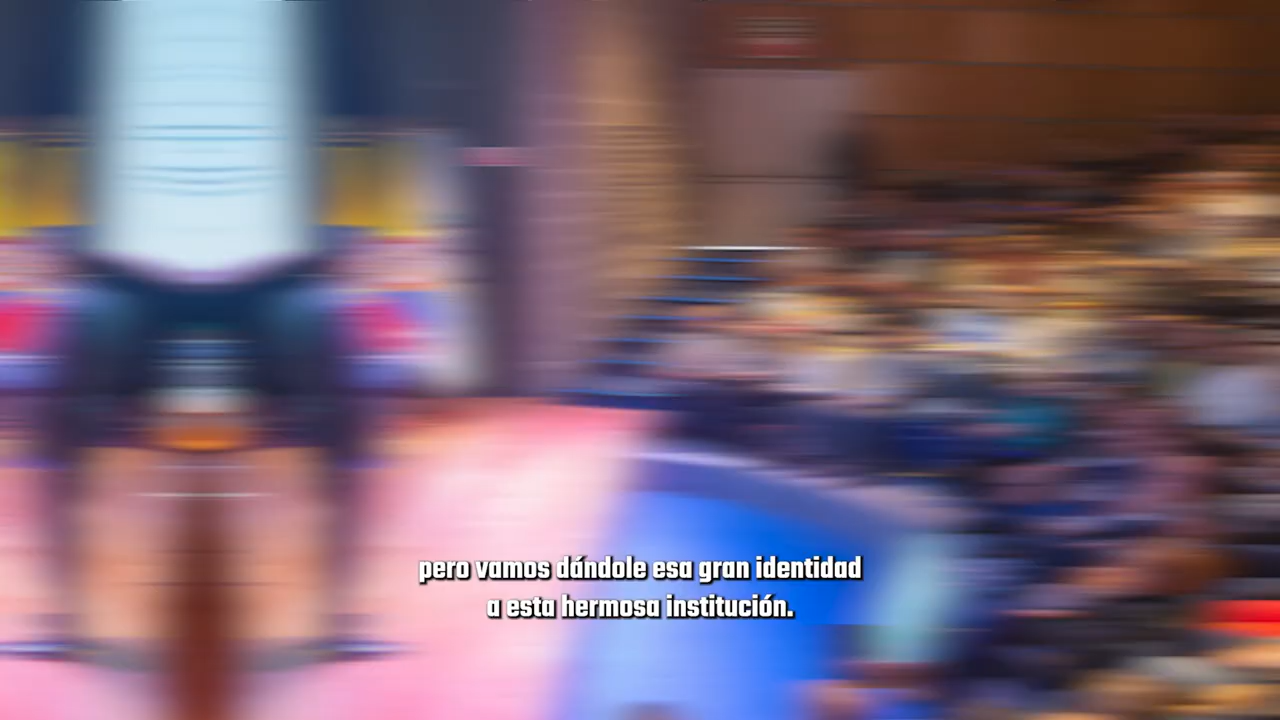 pero vamos dándole esa gran identidad
a esta hermosa institución.